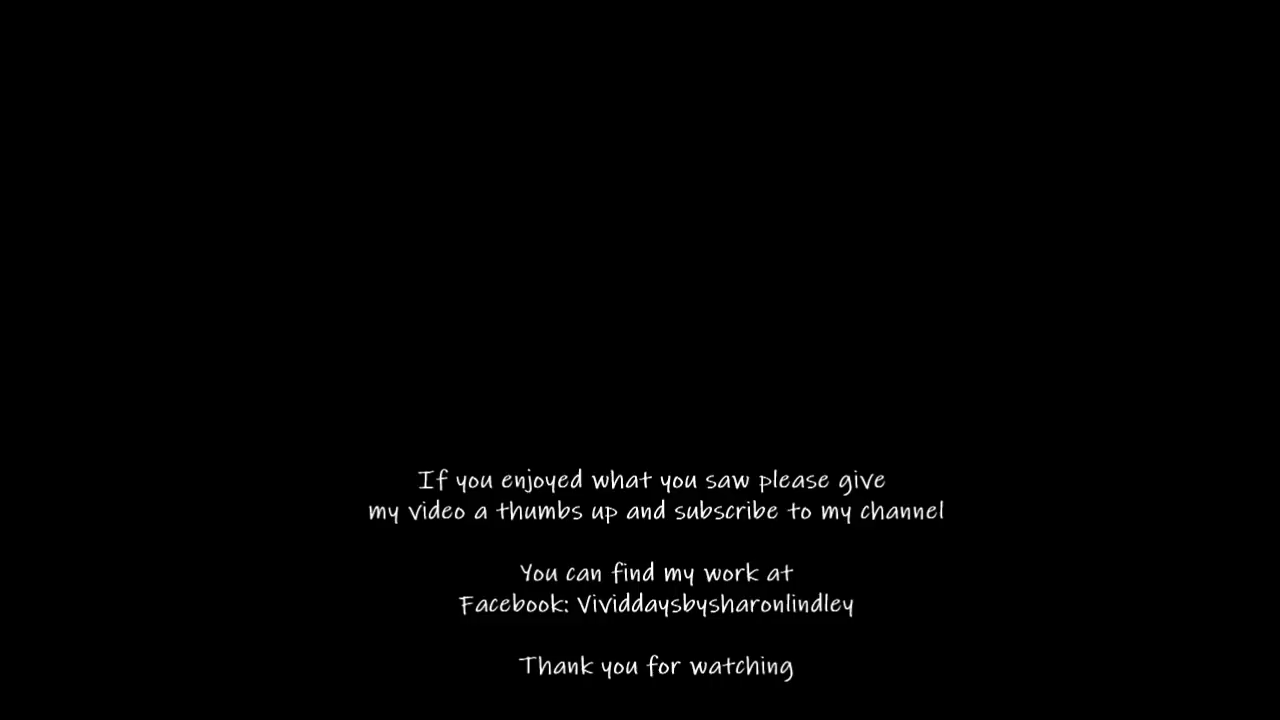 If you enjoyed what you saw please give
my video a thumbs up and subscribe to my channel
You can find my work at
Facebook: Vividdaysbysharonlindley
Thank you for watching